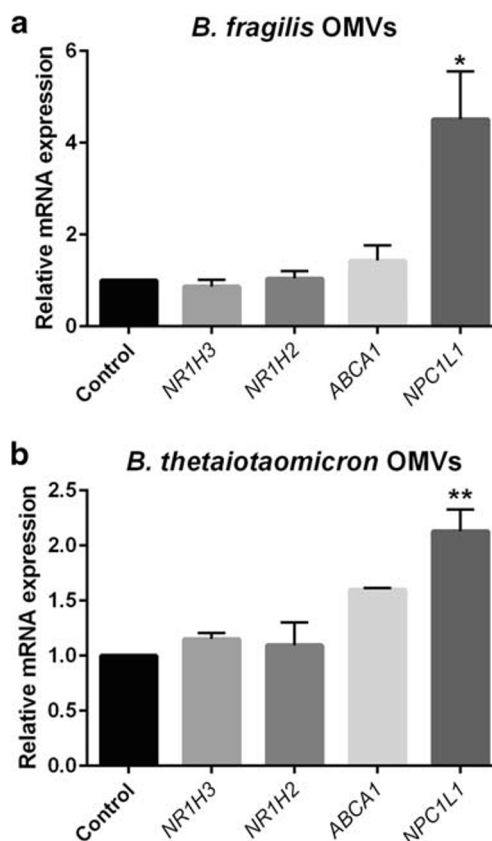 a
B. fragilis OMVs
Relative mRNA expression
6
4
2
0
*
Control
NR1H3
NR1H2
ABCA1
NPC1L1
b
B. thetaiotaomicron OMVs
Relative mRNA expression
2.5
2.0
1.5
1.0
0.5
0.0
**
Control
NR1H3
NR1H2
ABCA1
NPC1L1